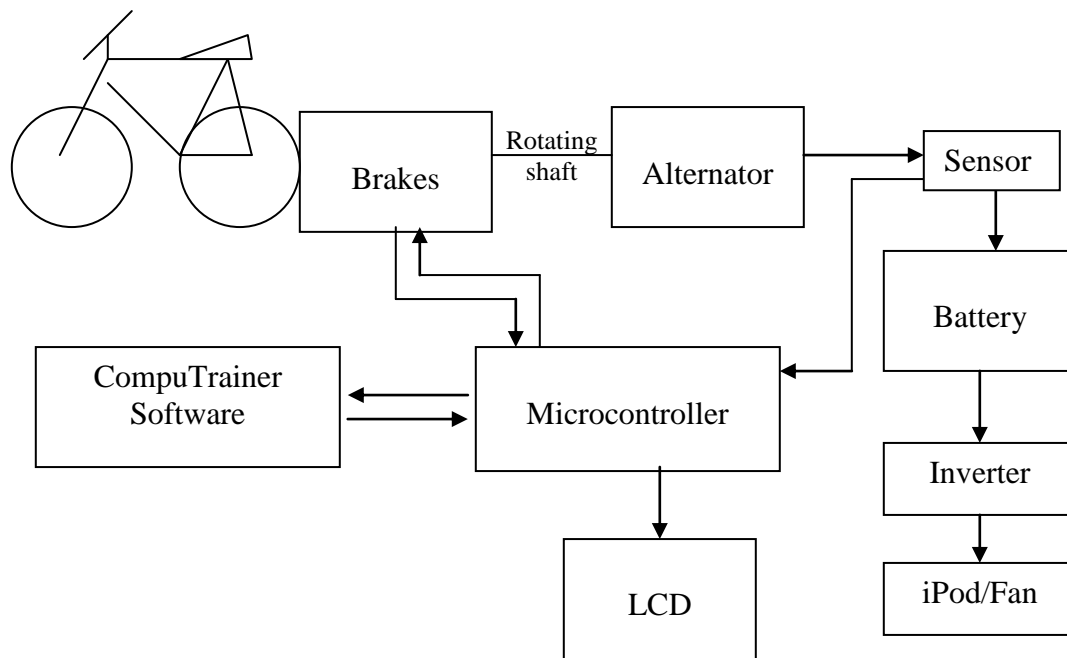 Rotating
shaft
Brakes
Alternator
Sensor
Battery
CompuTrainer
Software
Microcontroller
Inverter
LCD
iPod/Fan